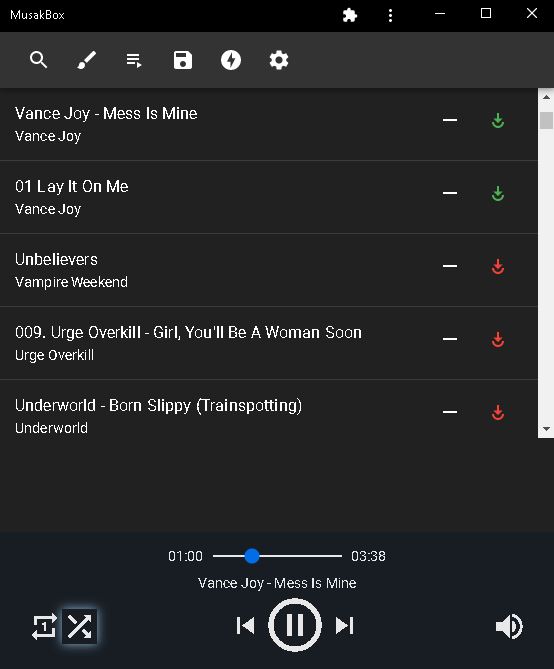 MusakBox
Vance Joy - Mess Is Mine
Vance Joy
01 Lay It On Me
Vance Joy
Unbelievers
Vampire Weekend
009. Urge Overkill - Girl, You'll Be A Woman Soon
Urge Overkill
Underworld - Born Slippy (Trainspotting)
Underworld
01:00 03:38
Vance Joy - Mess Is Mine
1